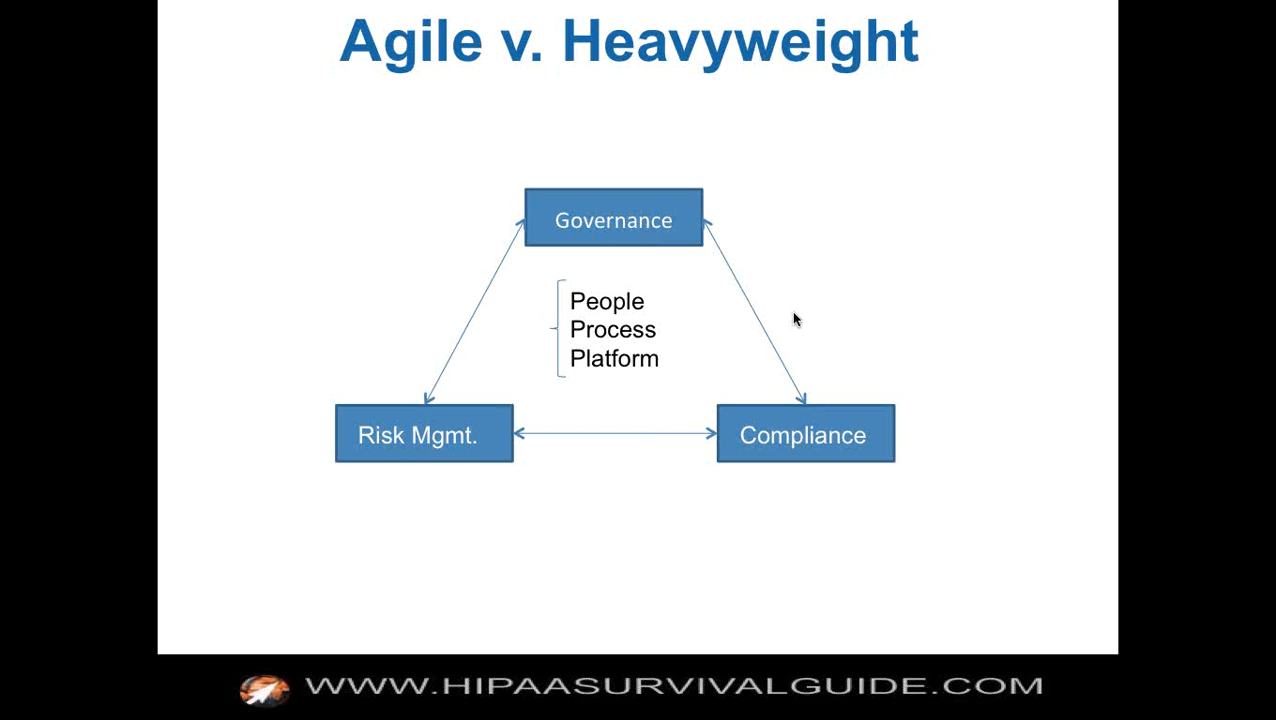 Agile v. Heavyweight
Governance
People
Process
Platform
Risk Mgmt.
Compliance
WWW.HIPAASURVIVALGUIDE.COM